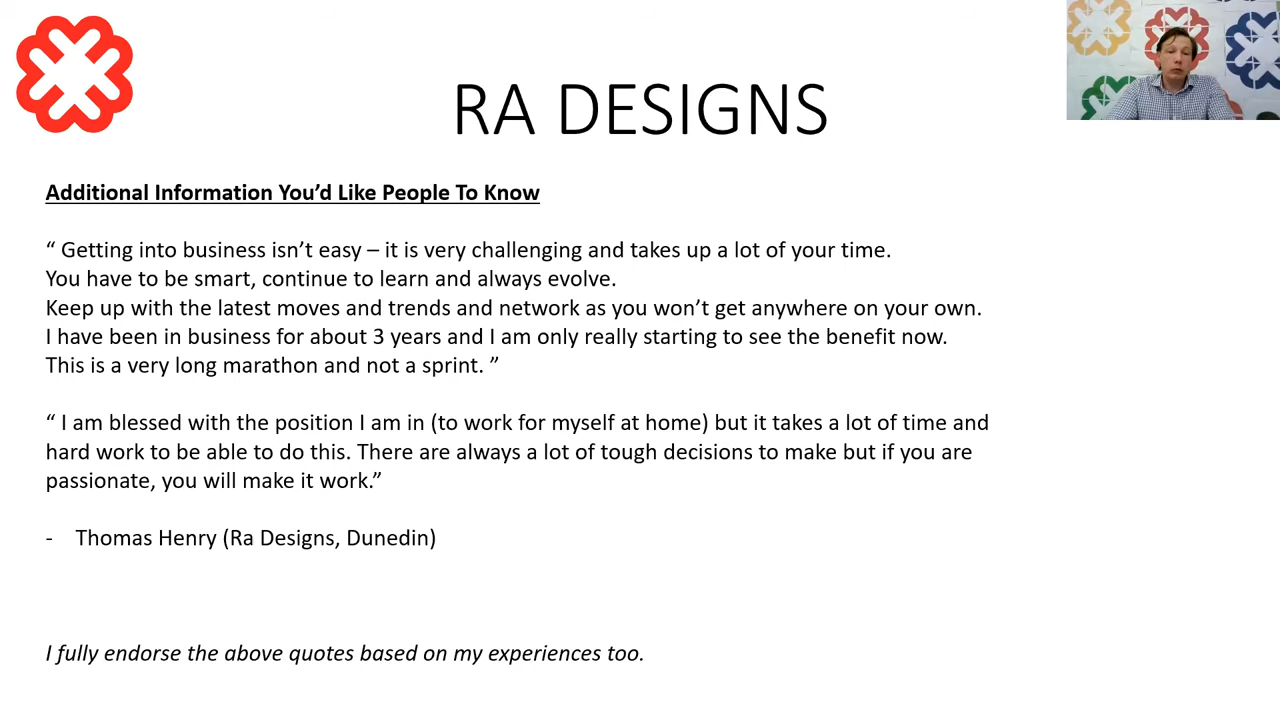 RA DESIGNS
Additional Information You’d Like People To Know
“ Getting into business isn’t easy – it is very challenging and takes up a lot of your time.
You have to be smart, continue to learn and always evolve.
Keep up with the latest moves and trends and network as you won’t get anywhere on your own.
I have been in business for about 3 years and I am only really starting to see the benefit now.
This is a very long marathon and not a sprint. ”
“ I am blessed with the position I am in (to work for myself at home) but it takes a lot of time and
hard work to be able to do this. There are always a lot of tough decisions to make but if you are
passionate, you will make it work.”
- Thomas Henry (Ra Designs, Dunedin)
I fully endorse the above quotes based on my experiences too.